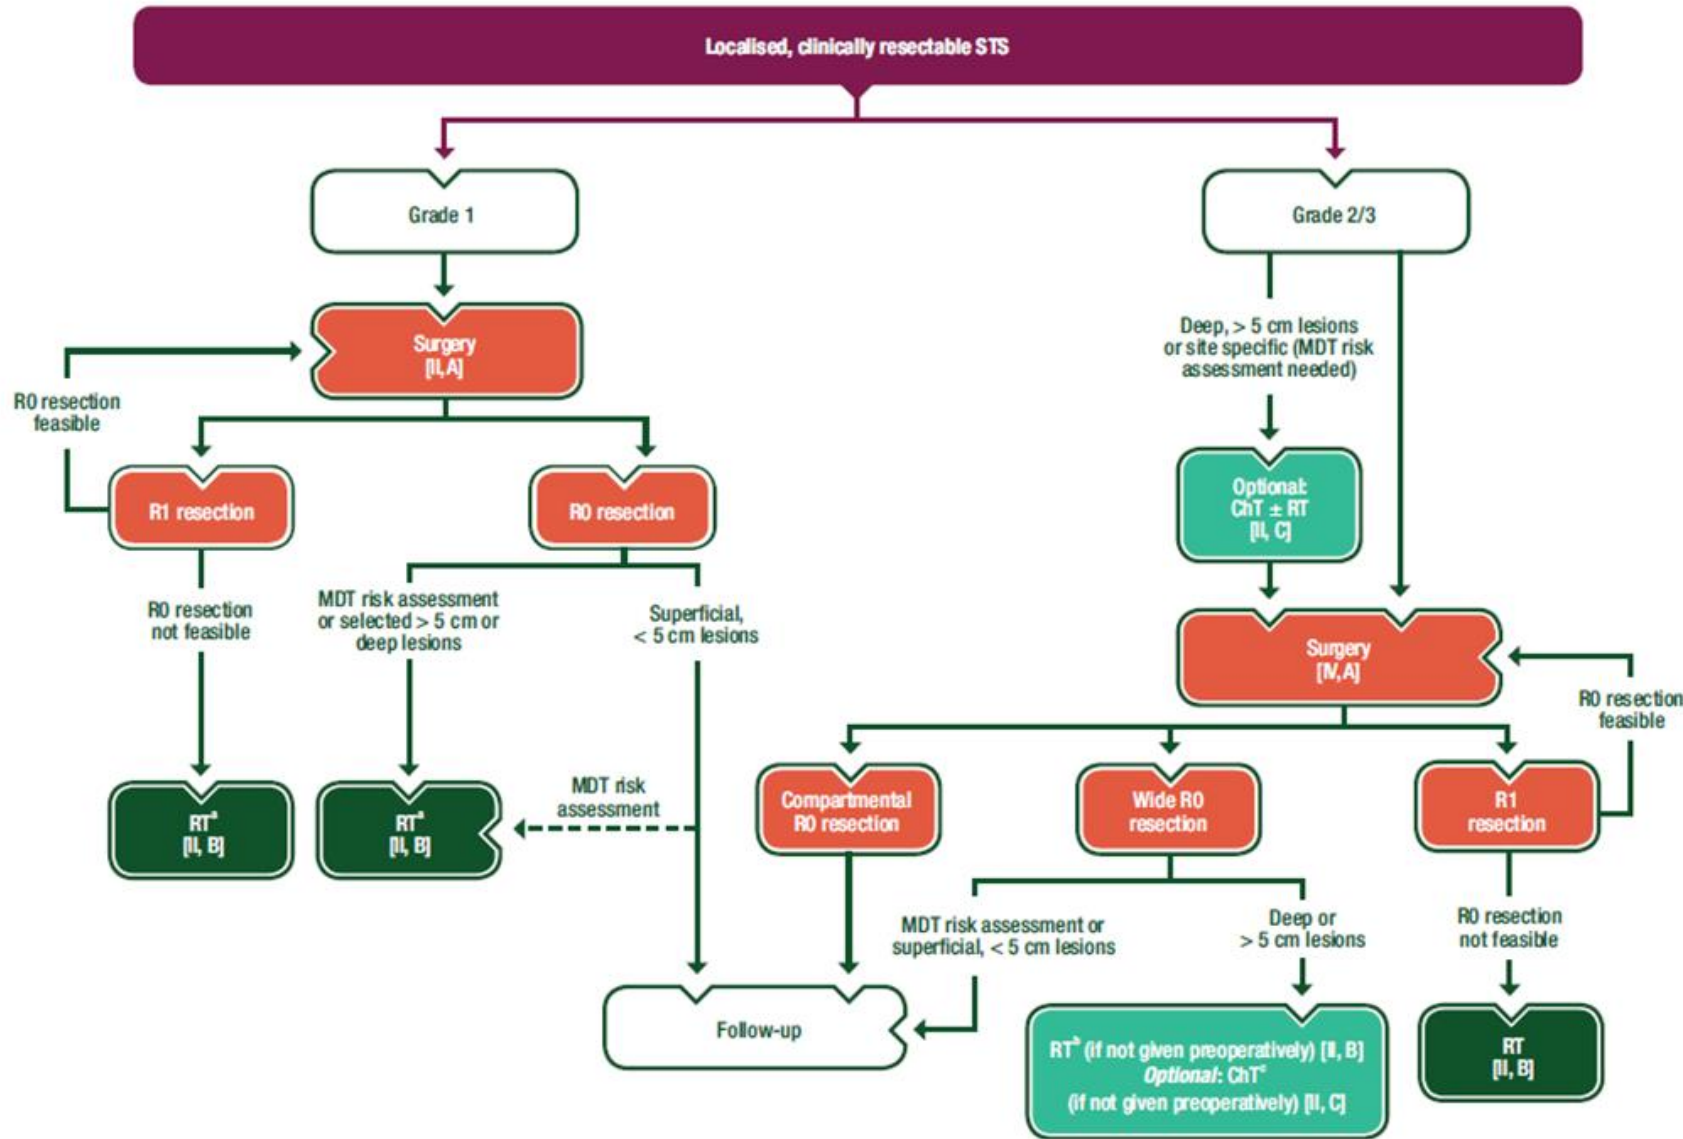 Localised, clinically resectable STS
Grade 1
Grade 2/3
Surgery
[II, A]
Deep, > 5 cm lesions
or site specific (MDT risk
assessment needed)
R0 resection
feasible
R1 resection
R0 resection
Optional:
ChT ± RT
[II, C]
R0 resection
not feasible
MDT risk assessment
or selected > 5 cm or
deep lesions
Superficial,
< 5 cm lesions
Surgery
[IV, A]
R0 resection
feasible
RTª
[II, B]
RTª
[II, B]
MDT risk
assessment
Compartmental
R0 resection
Wide R0
resection
R1
resection
MDT risk assessment or
superficial, < 5 cm lesions
Deep or
> 5 cm lesions
R0 resection
not feasible
Follow-up
RTᵇ (if not given preoperatively) [II, B]
Optional: ChTᶜ
(if not given preoperatively) [II, C]
RT
[II, B]